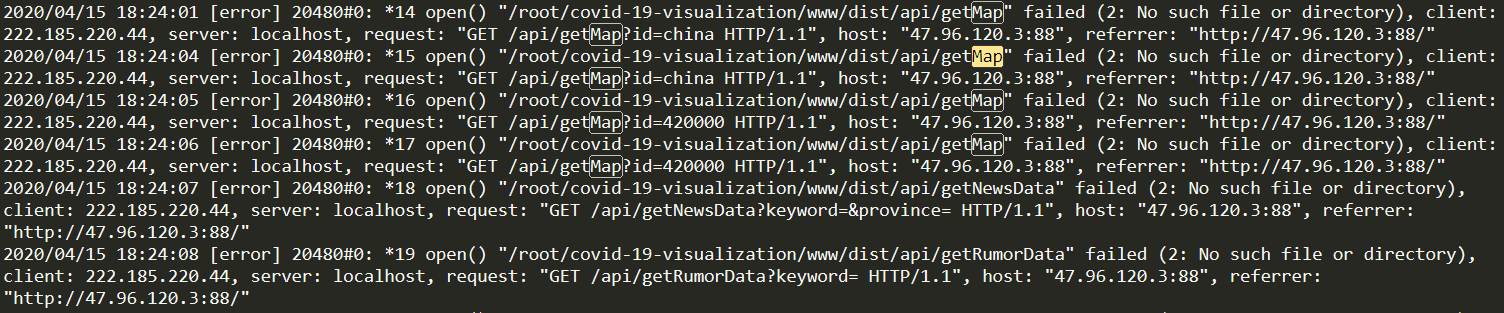 2020/04/15 18:24:01 [error] 20480#0: *14 open() "/root/covid-19-visualization/www/dist/api/getMap" failed (2: No such file or directory), client:
222.185.220.44, server: localhost, request: "GET /api/getMap?id=china HTTP/1.1", host: "47.96.120.3:88", referrer: "http://47.96.120.3:88/"
2020/04/15 18:24:04 [error] 20480#0: *15 open() "/root/covid-19-visualization/www/dist/api/getMap" failed (2: No such file or directory), client:
222.185.220.44, server: localhost, request: "GET /api/getMap?id=china HTTP/1.1", host: "47.96.120.3:88", referrer: "http://47.96.120.3:88/"
2020/04/15 18:24:05 [error] 20480#0: *16 open() "/root/covid-19-visualization/www/dist/api/getMap" failed (2: No such file or directory), client:
222.185.220.44, server: localhost, request: "GET /api/getMap?id=420000 HTTP/1.1", host: "47.96.120.3:88", referrer: "http://47.96.120.3:88/"
2020/04/15 18:24:06 [error] 20480#0: *17 open() "/root/covid-19-visualization/www/dist/api/getMap" failed (2: No such file or directory), client:
222.185.220.44, server: localhost, request: "GET /api/getMap?id=420000 HTTP/1.1", host: "47.96.120.3:88", referrer: "http://47.96.120.3:88/"
2020/04/15 18:24:07 [error] 20480#0: *18 open() "/root/covid-19-visualization/www/dist/api/getNewsData" failed (2: No such file or directory),
client: 222.185.220.44, server: localhost, request: "GET /api/getNewsData?keyword=&province= HTTP/1.1", host: "47.96.120.3:88", referrer:
"http://47.96.120.3:88/"
2020/04/15 18:24:08 [error] 20480#0: *19 open() "/root/covid-19-visualization/www/dist/api/getRumorData" failed (2: No such file or directory),
client: 222.185.220.44, server: localhost, request: "GET /api/getRumorData?keyword= HTTP/1.1", host: "47.96.120.3:88", referrer:
"http://47.96.120.3:88/"